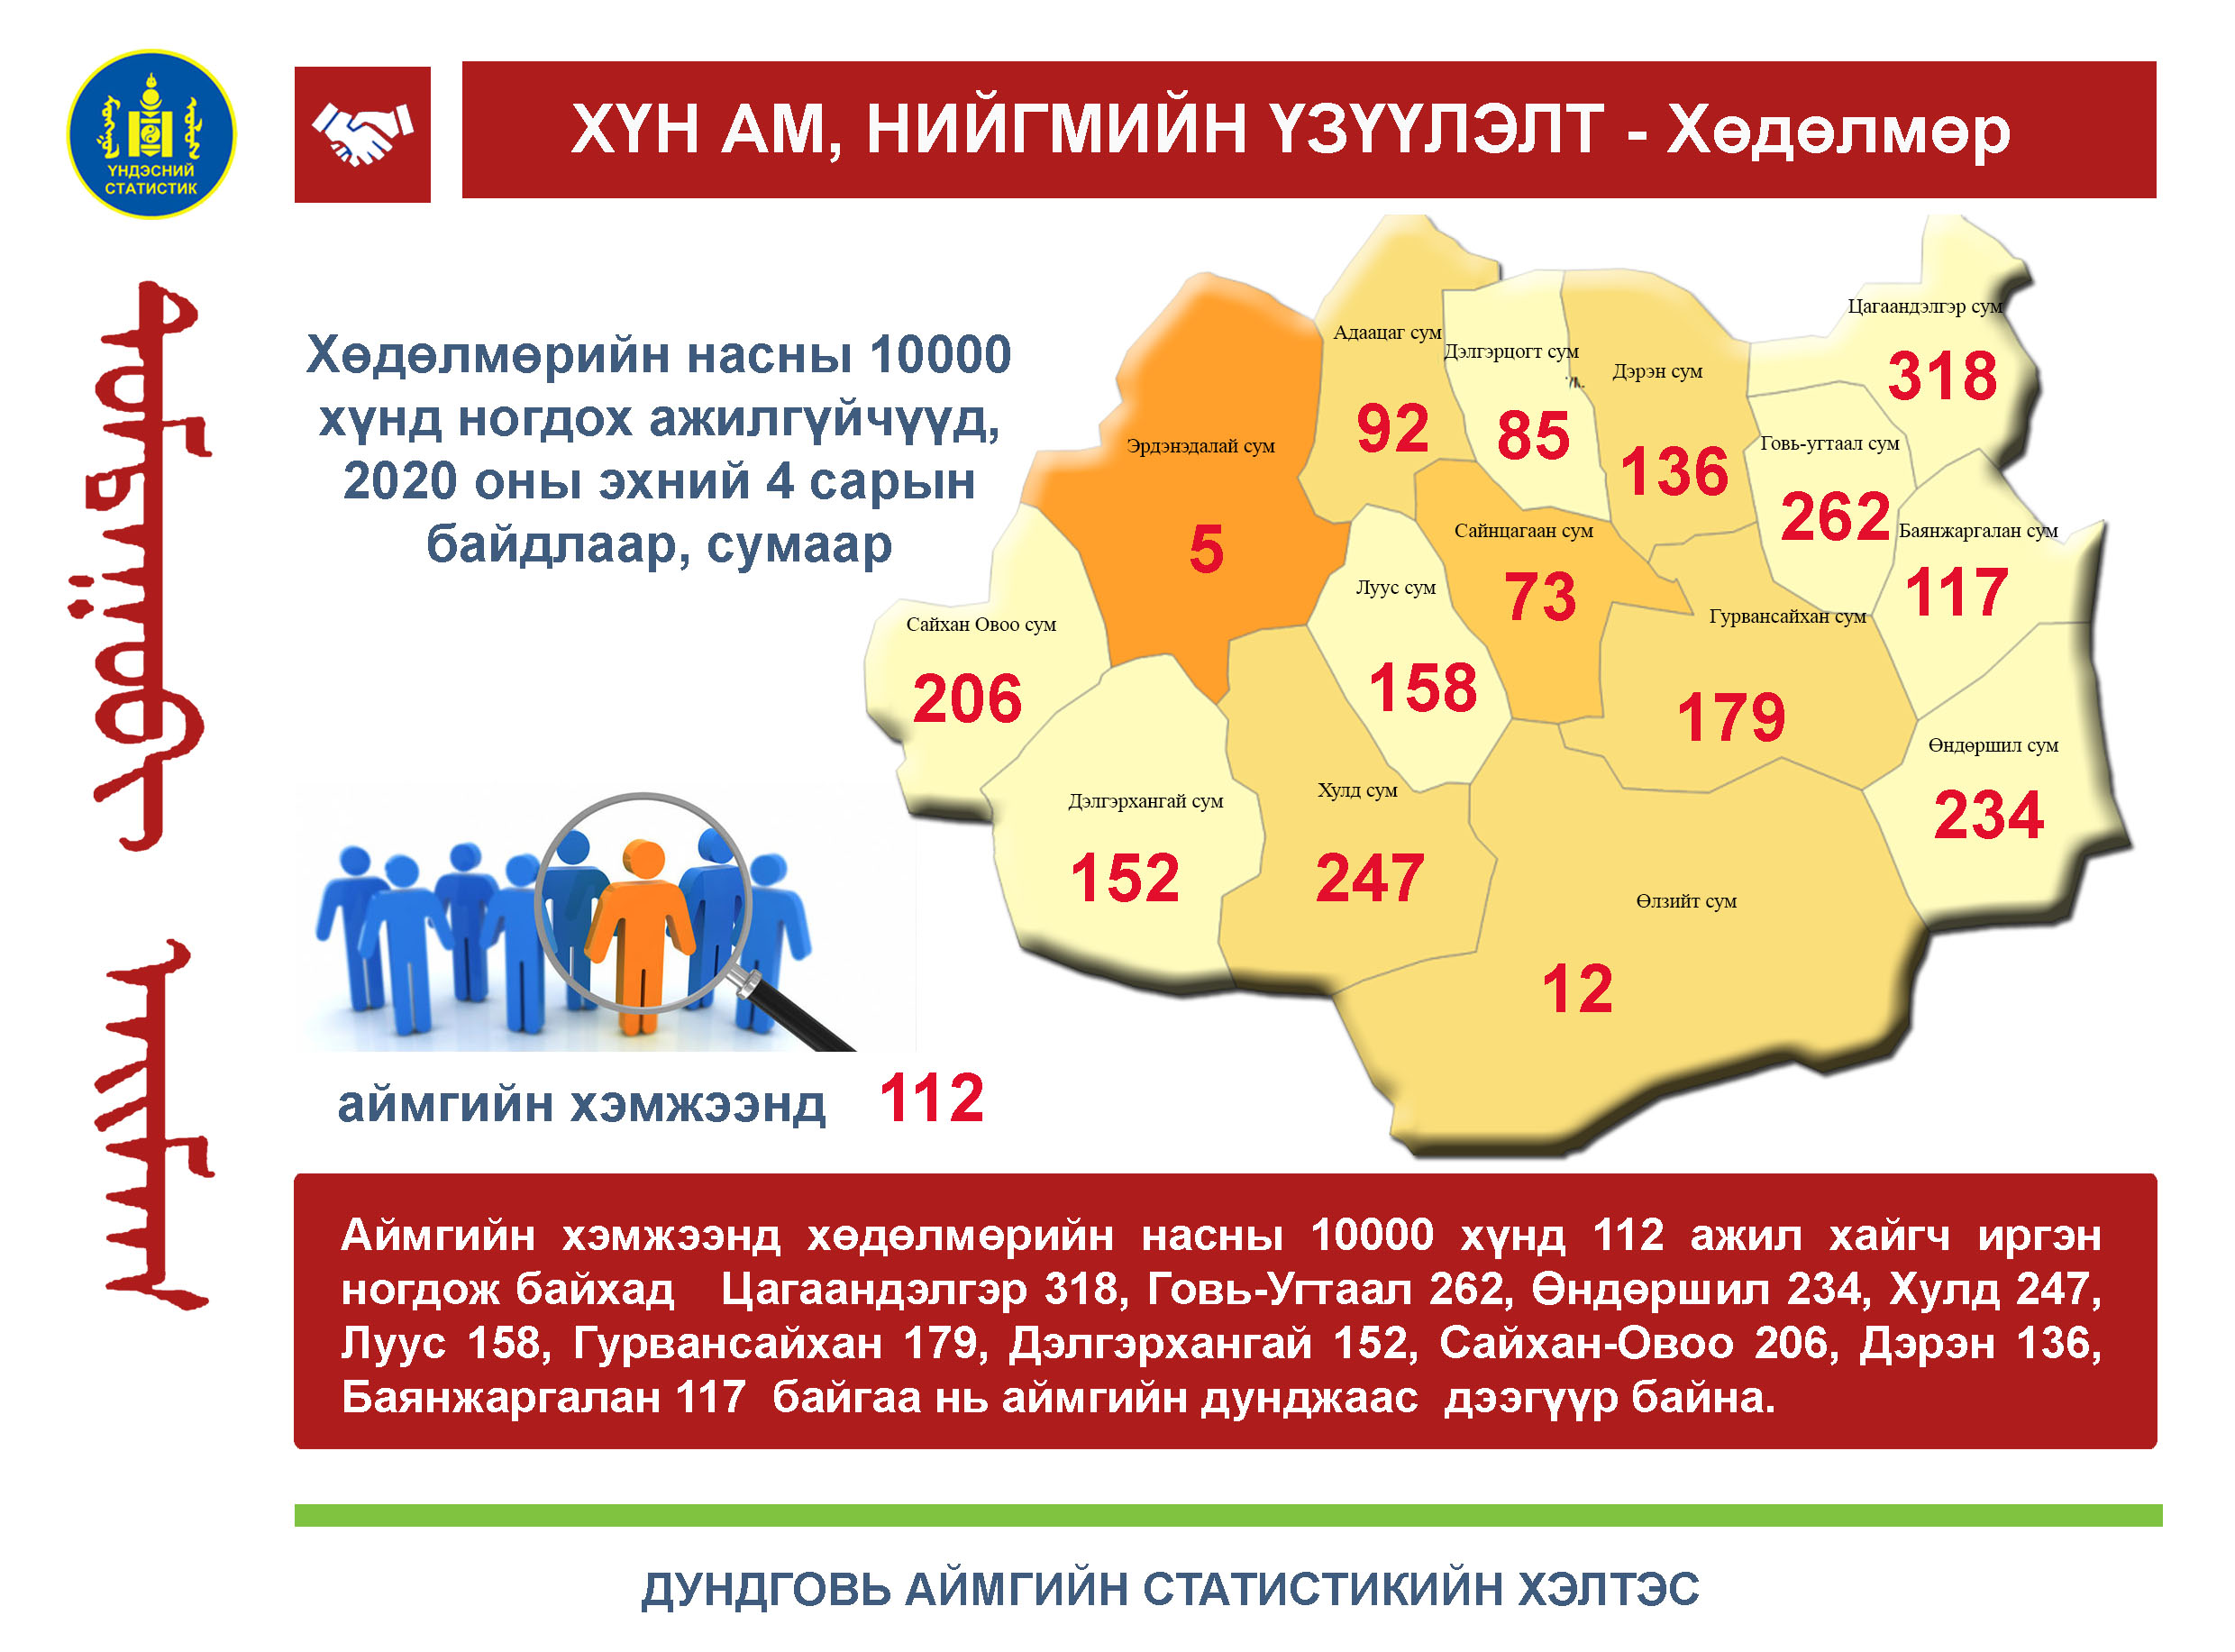 ҮНДЭСНИЙ
СТАТИСТИК
ХҮН АМ, НИЙГМИЙН ҮЗҮҮЛЭЛТ - Хөдөлмөр
Хөдөлмөрийн насны 10000
хүнд ногдох ажилгүйчүүд,
2020 оны эхний 4 сарын
байдлаар, сумаар
Цагаандэлгэр сум
318
Адаацаг сум
92
Дэлгэрцогт сум
85
Дэрэн сум
136
Говь-угтаал сум
262
Эрдэнэдалай сум
5
Сайнцагаан сум
73
Баянжаргалан сум
117
Луус сум
158
Гурвансайхан сум
179
Сайхан Овоо сум
206
Өндөршил сум
234
Дэлгэрхангай сум
152
Хулд сум
247
Өлзийт сум
12
аймгийн хэмжээнд 112
Аймгийн хэмжээнд хөдөлмөрийн насны 10000 хүнд 112 ажил хайгч иргэн
ногдож байхад Цагаандэлгэр 318, Говь-Угтаал 262, Өндөршил 234, Хулд 247,
Луус 158, Гурвансайхан 179, Дэлгэрхангай 152, Сайхан-Овоо 206, Дэрэн 136,
Баянжаргалан 117 байгаа нь аймгийн дунджаас дээгүүр байна.
ДУНДГОВЬ АЙМГИЙН СТАТИСТИКИЙН ХЭЛТЭС